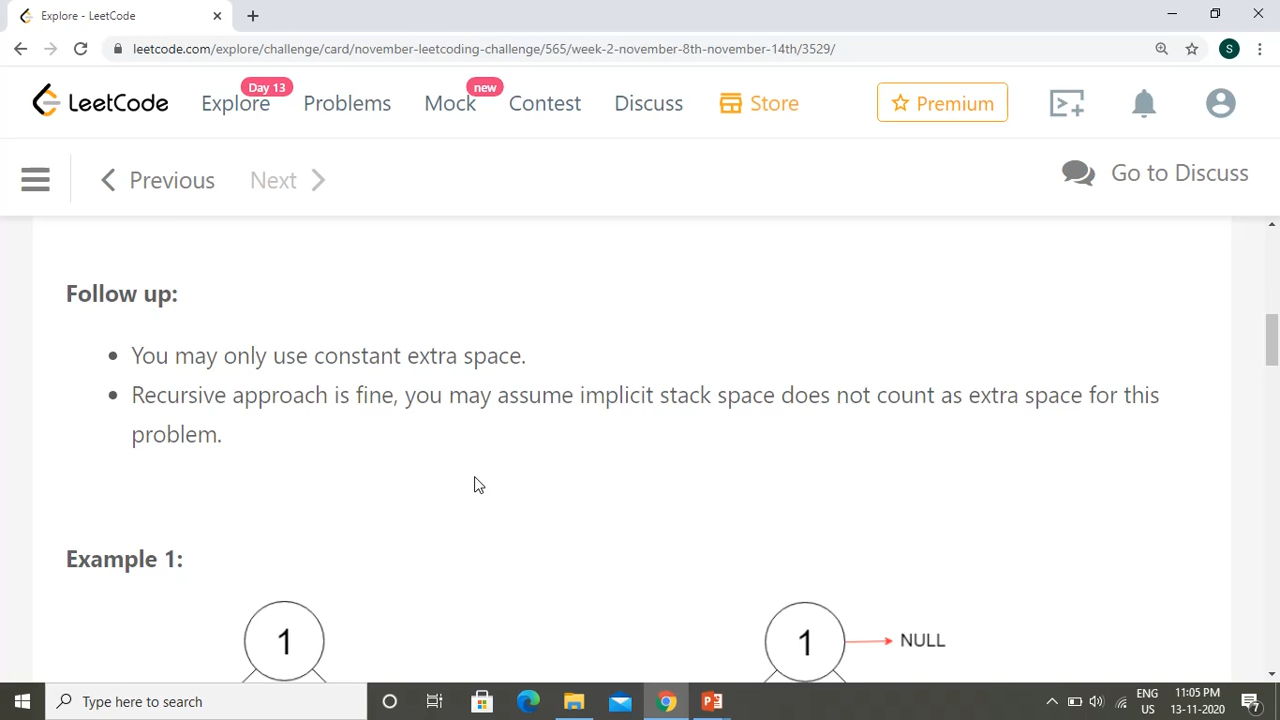 Explore - LeetCode
leetcode.com/explore/challenge/card/november-leetcoding-challenge/565/week-2-november-8th-november-14th/3529/
S
LeetCode
Explore
Day 13
Problems
Mock
new
Contest
Discuss
Store
Premium
Previous
Next
Go to Discuss
Follow up:
You may only use constant extra space.
Recursive approach is fine, you may assume implicit stack space does not count as extra space for this
problem.
Example 1:
1
1
NULL
Type here to search
ENG
US
11:05 PM
13-11-2020
7